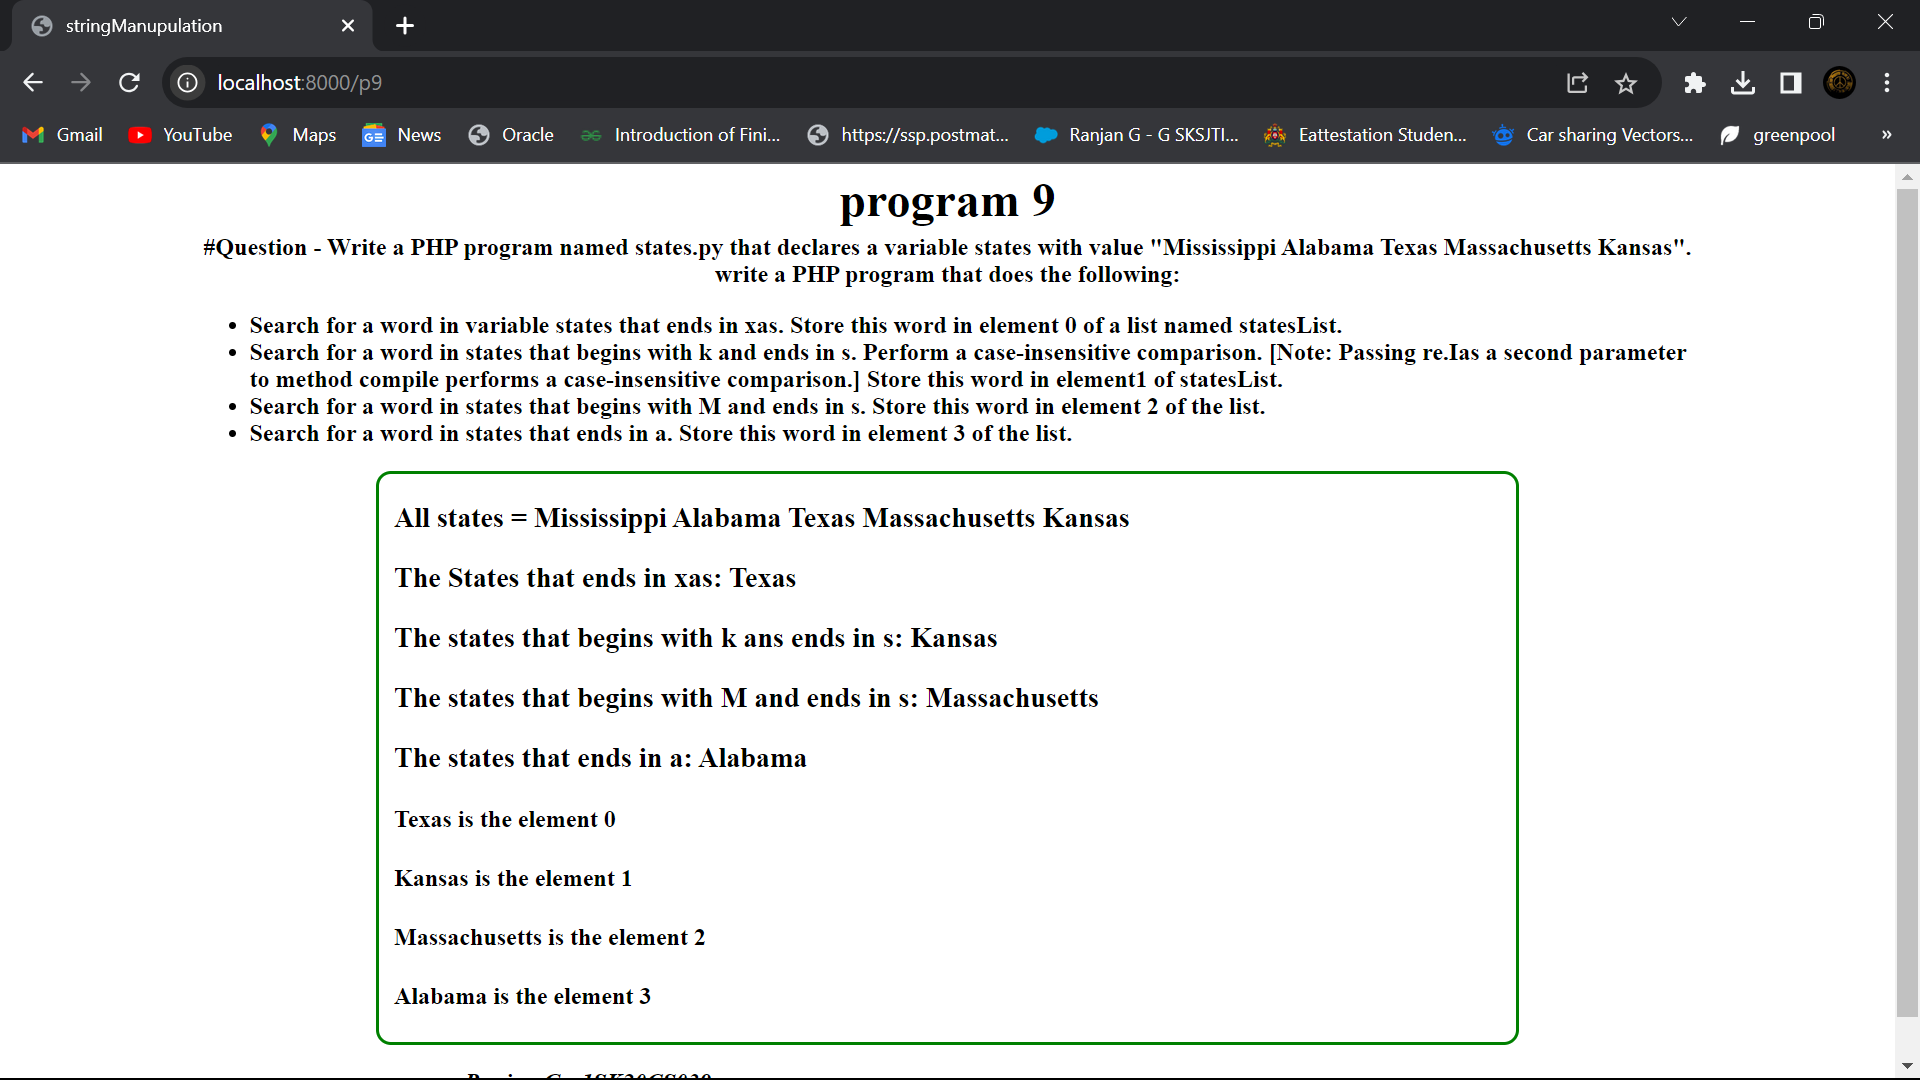 stringManupulation
localhost:8000/p9
Gmail YouTube Maps News Oracle Introduction of Fini... https://ssp.postmat... Ranjan G - G SKSJTI... Eattestation Studen... Car sharing Vectors... greenpool »
program 9
#Question - Write a PHP program named states.py that declares a variable states with value "Mississippi Alabama Texas Massachusetts Kansas".
write a PHP program that does the following:
• Search for a word in variable states that ends in xas. Store this word in element 0 of a list named statesList.
• Search for a word in states that begins with k and ends in s. Perform a case-insensitive comparison. [Note: Passing re.Ias a second parameter
to method compile performs a case-insensitive comparison.] Store this word in element1 of statesList.
• Search for a word in states that begins with M and ends in s. Store this word in element 2 of the list.
• Search for a word in states that ends in a. Store this word in element 3 of the list.
All states = Mississippi Alabama Texas Massachusetts Kansas
The States that ends in xas: Texas
The states that begins with k ans ends in s: Kansas
The states that begins with M and ends in s: Massachusetts
The states that ends in a: Alabama
Texas is the element 0
Kansas is the element 1
Massachusetts is the element 2
Alabama is the element 3